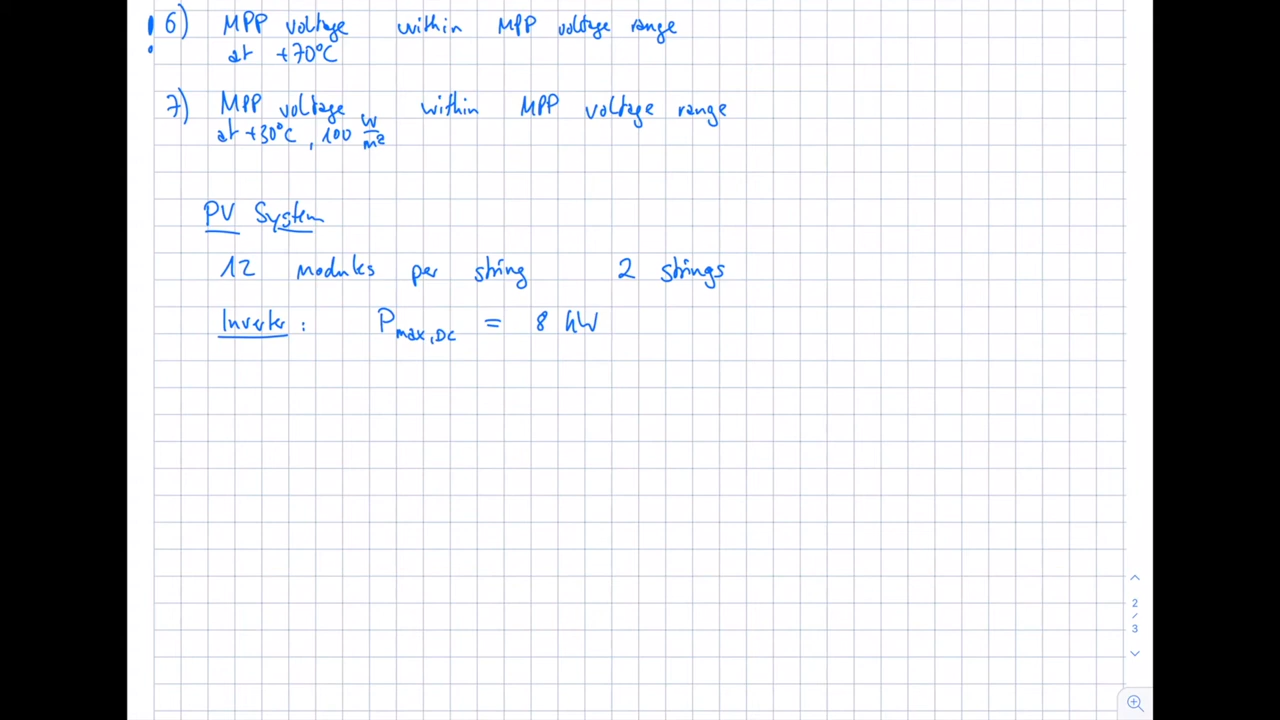 6) MPP voltage within MPP voltage range
at +70°C
7) MPP voltage within MPP voltage range
at +30°C, 100 W/m²
PV System
12 modules per string 2 strings
Inverter: P_max,DC = 8 kW
2
/
3